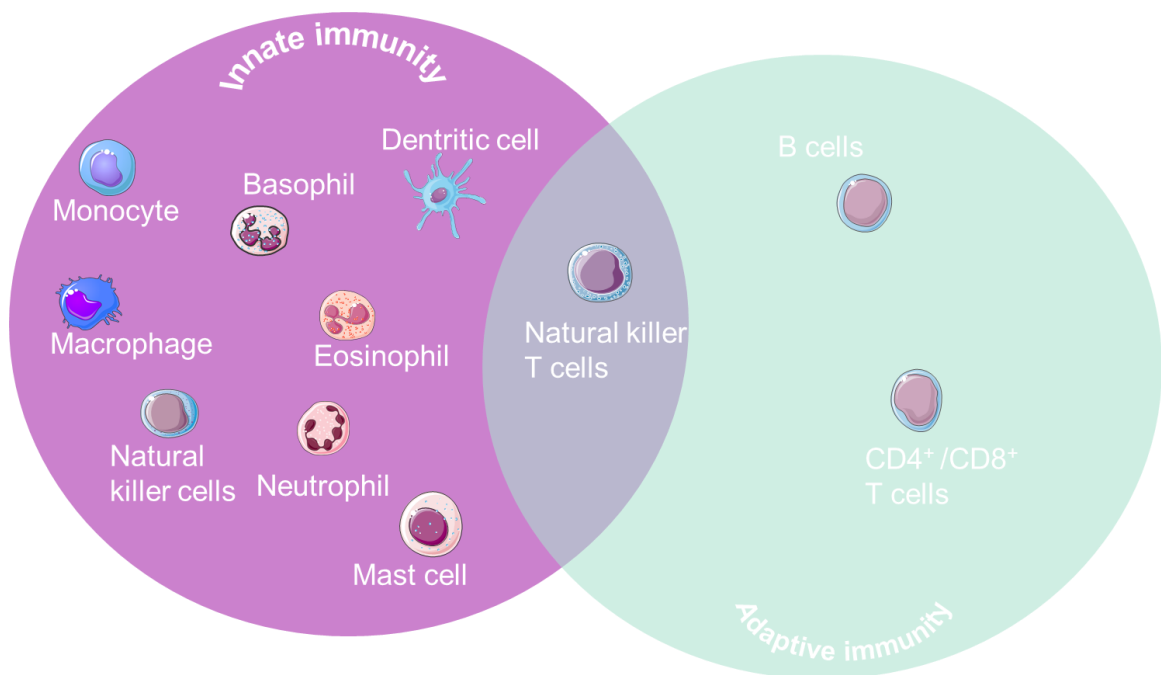 Innate immunity
Dentritic cell
Basophil
Monocyte
Macrophage
Eosinophil
Natural
killer cells
Neutrophil
Mast cell
Natural killer
T cells
B cells
CD4⁺ /CD8⁺
T cells
Adaptive immunity